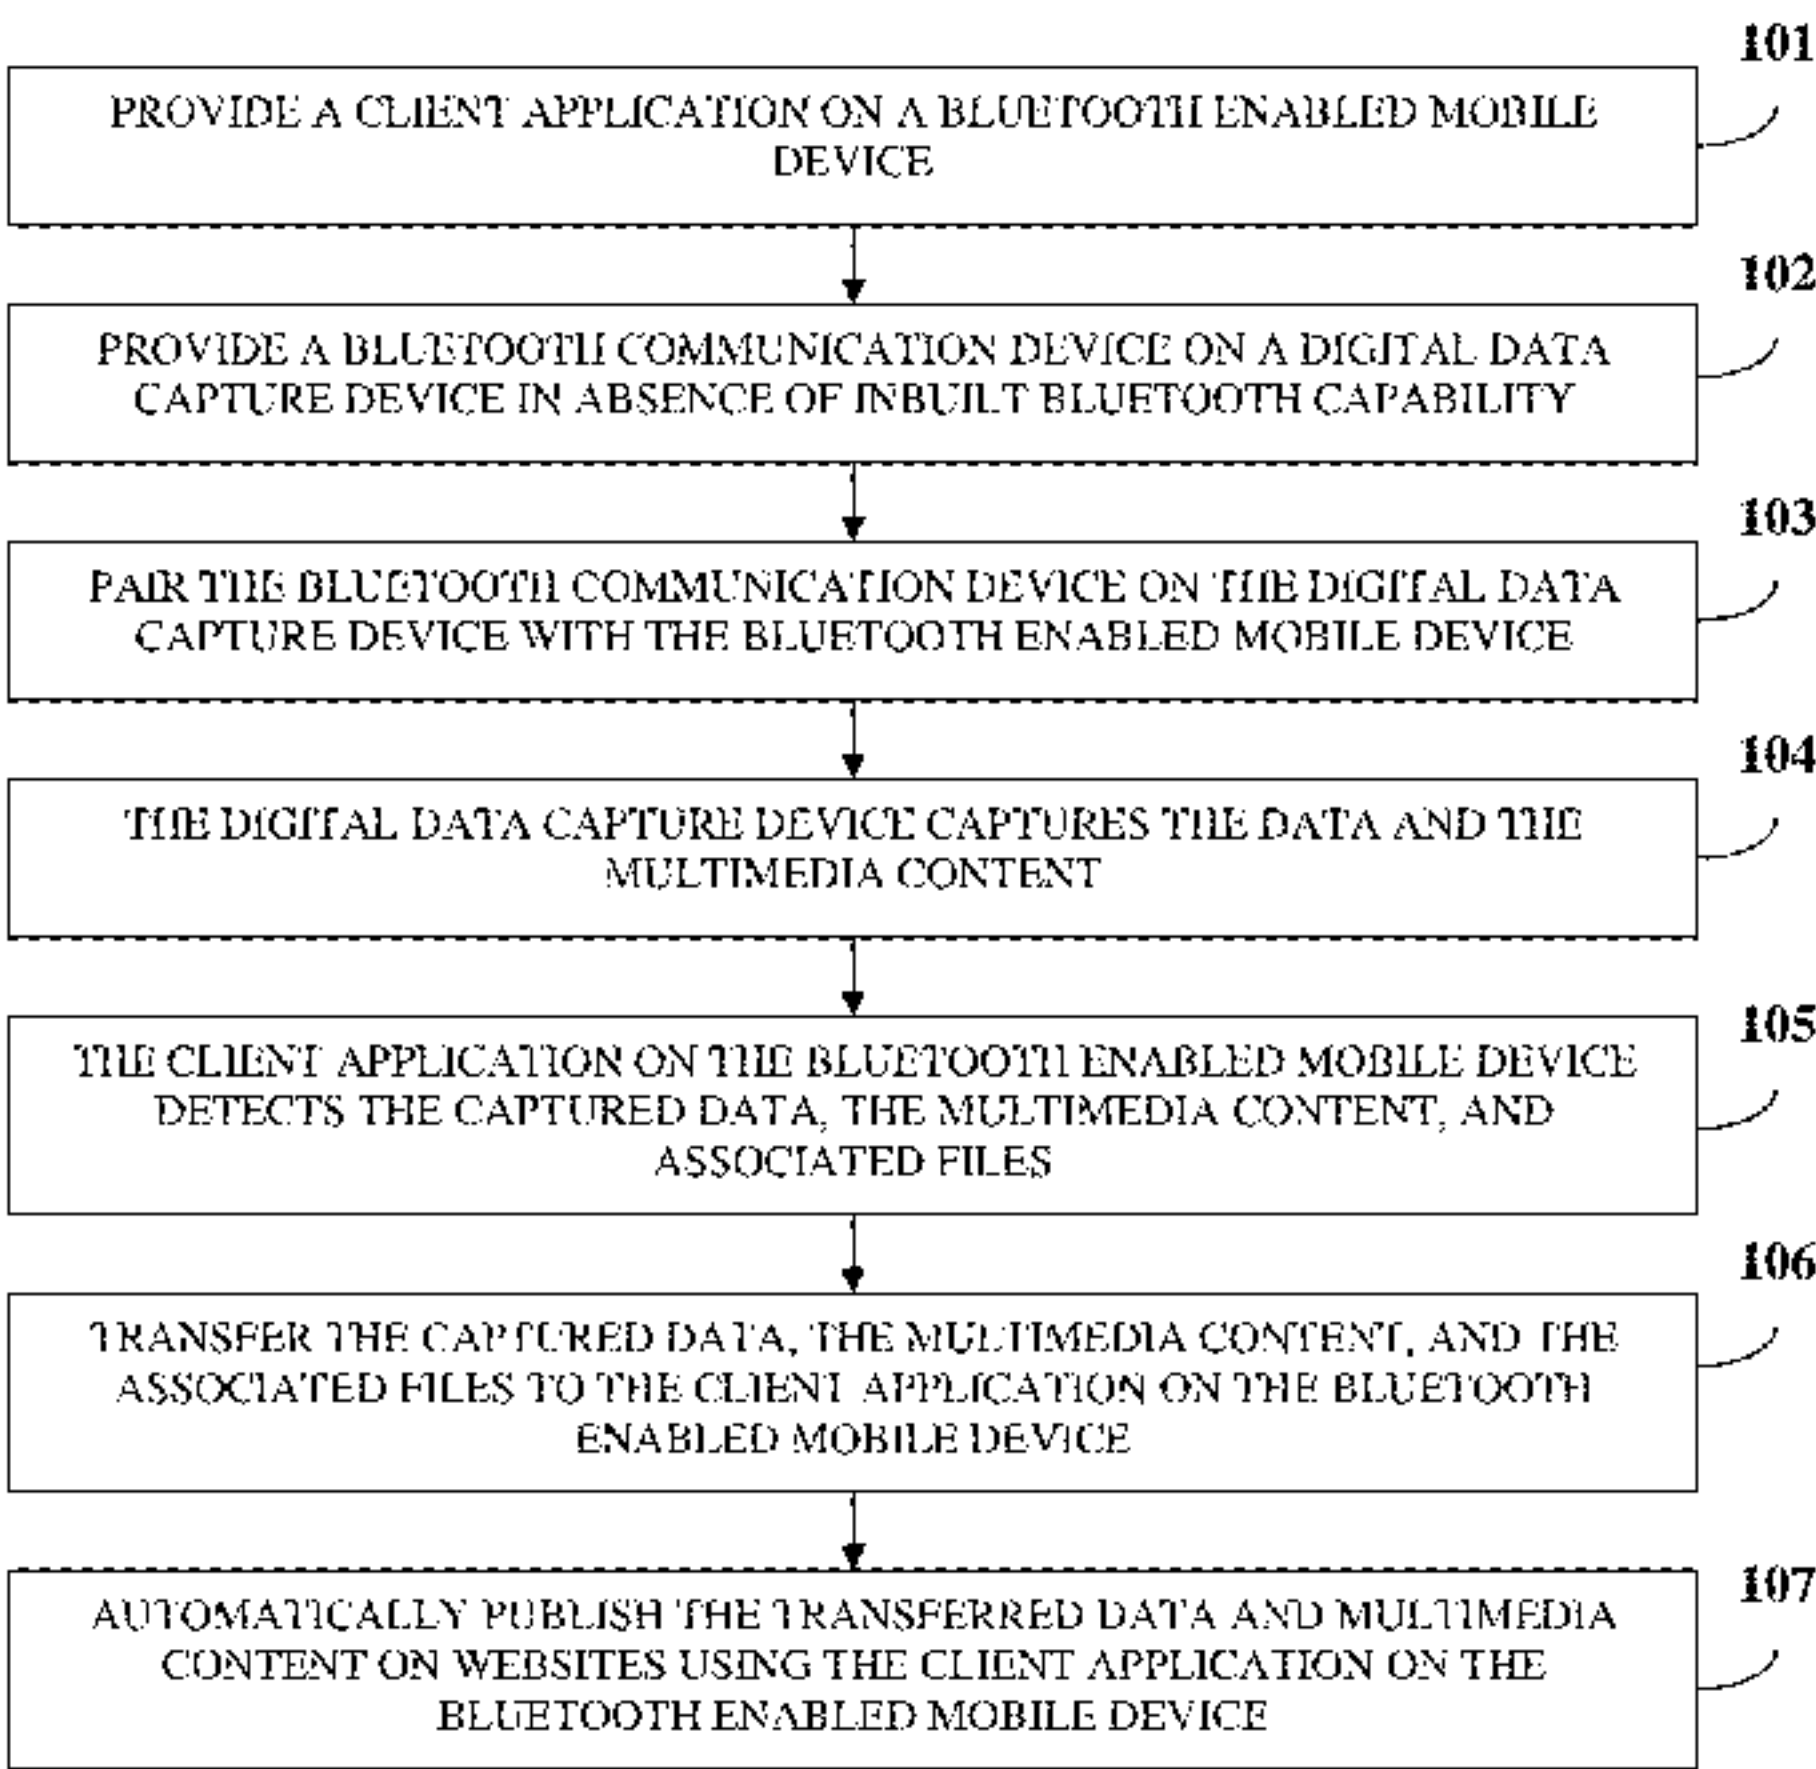 101
PROVIDE A CLIENT APPLICATION ON A BLUETOOTH ENABLED MOBILE
DEVICE
102
PROVIDE A BLUETOOTH COMMUNICATION DEVICE ON A DIGITAL DATA
CAPTURE DEVICE IN ABSENCE OF INBUILT BLUETOOTH CAPABILITY
103
PAIR THE BLUETOOTH COMMUNICATION DEVICE ON THE DIGITAL DATA
CAPTURE DEVICE WITH THE BLUETOOTH ENABLED MOBILE DEVICE
104
THE DIGITAL DATA CAPTURE DEVICE CAPTURES THE DATA AND THE
MULTIMEDIA CONTENT
105
THE CLIENT APPLICATION ON THE BLUETOOTH ENABLED MOBILE DEVICE
DETECTS THE CAPTURED DATA, THE MULTIMEDIA CONTENT, AND
ASSOCIATED FILES
106
TRANSFER THE CAPTURED DATA, THE MULTIMEDIA CONTENT, AND THE
ASSOCIATED FILES TO THE CLIENT APPLICATION ON THE BLUETOOTH
ENABLED MOBILE DEVICE
107
AUTOMATICALLY PUBLISH THE TRANSFERRED DATA AND MULTIMEDIA
CONTENT ON WEBSITES USING THE CLIENT APPLICATION ON THE
BLUETOOTH ENABLED MOBILE DEVICE